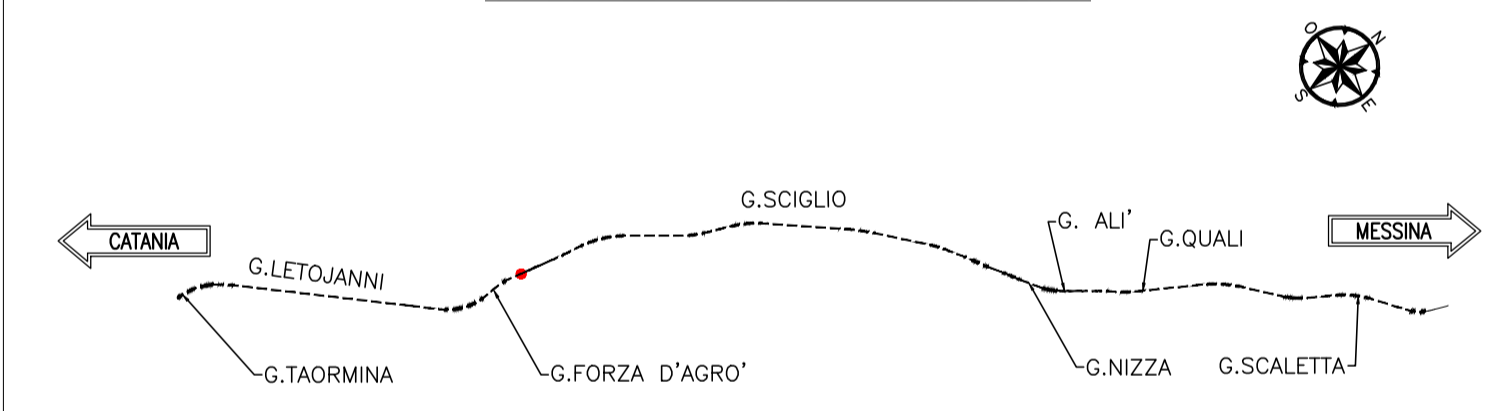 O
N
S
E
G.SCIGLIO
G. ALI'
G.QUALI
CATANIA
MESSINA
G.LETOJANNI
G.TAORMINA
G.FORZA D'AGRO'
G.NIZZA
G.SCALETTA